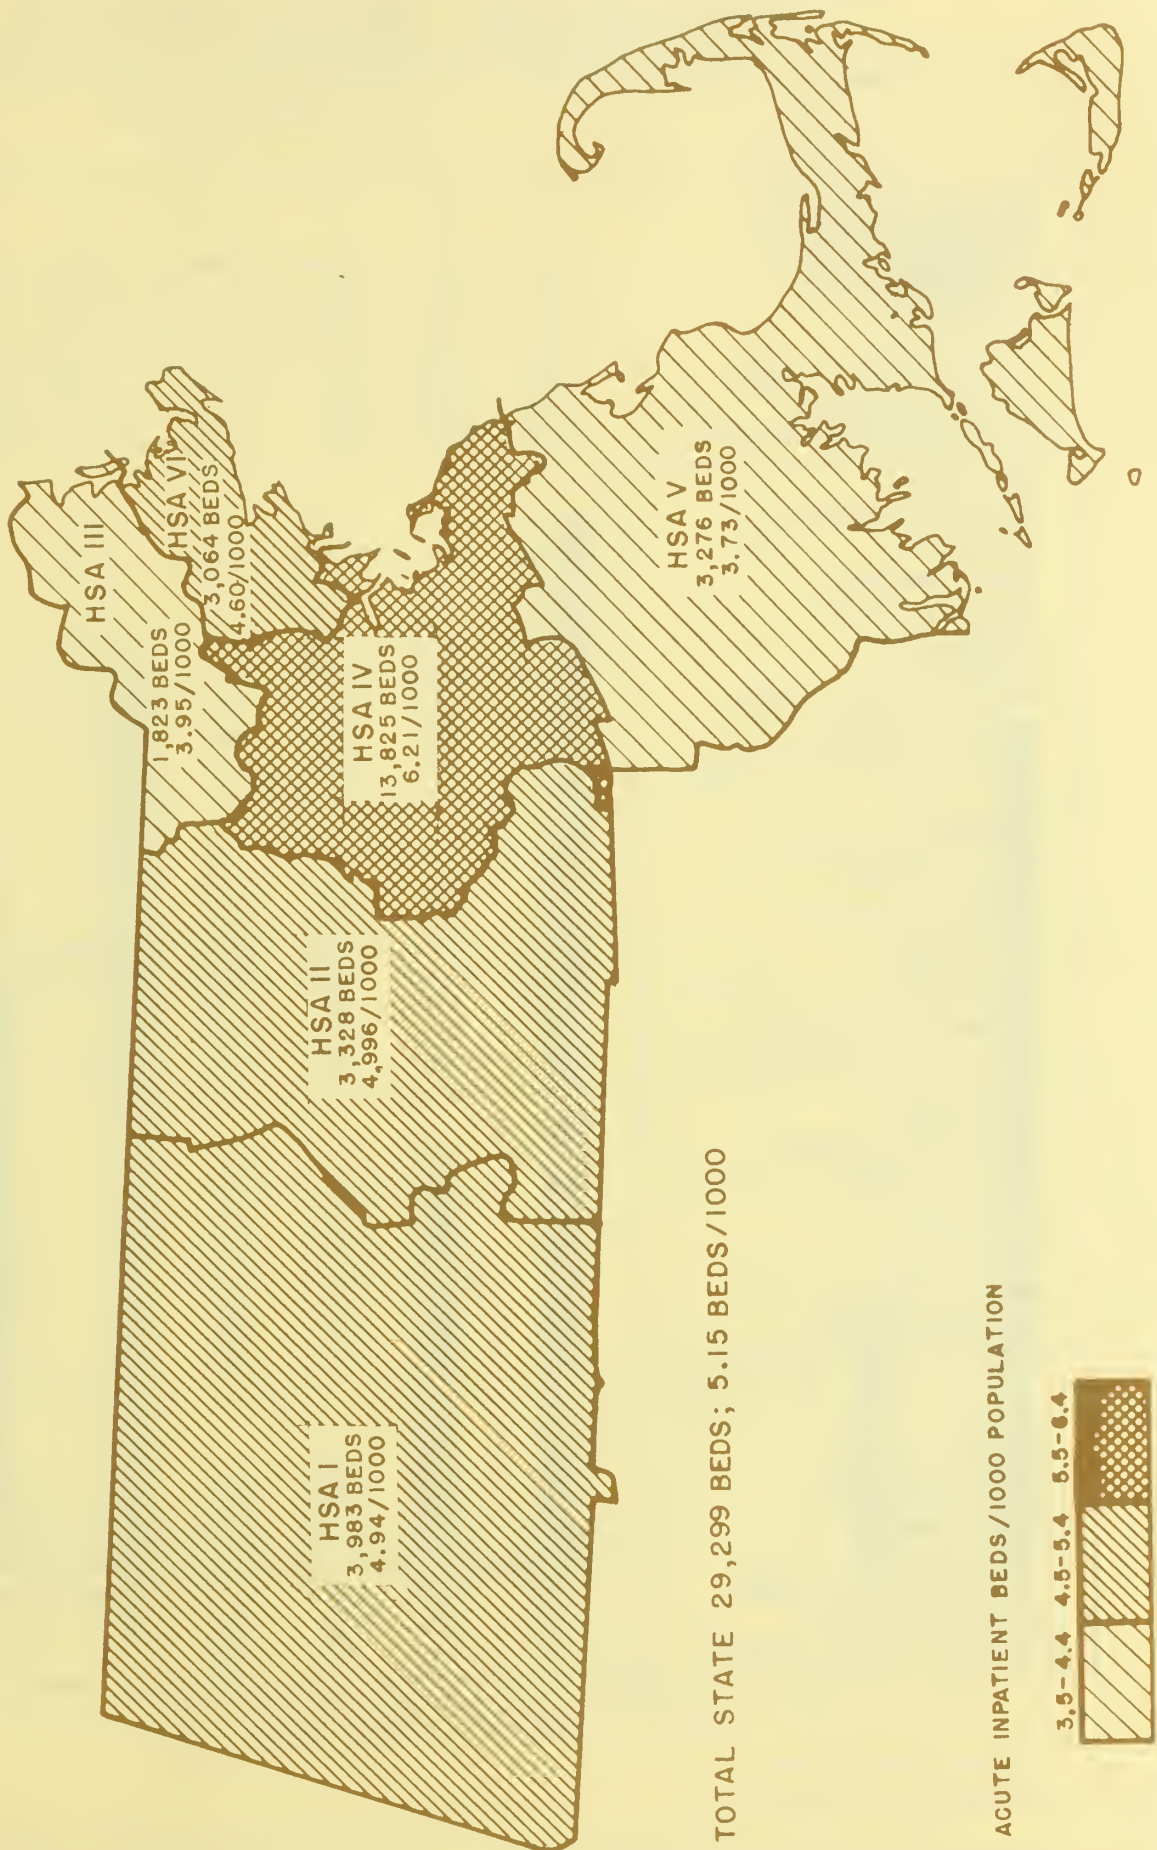 HSA I
3,983 BEDS
4.94/1000
HSA II
3,328 BEDS
4,996/1000
HSA III
1,823 BEDS
3.95/1000
HSA VI
3,064 BEDS
4.60/1000
HSA IV
13,825 BEDS
6.21/1000
HSA V
3,276 BEDS
3.73/1000
TOTAL STATE 29,299 BEDS; 5.15 BEDS/1000
ACUTE INPATIENT BEDS/1000 POPULATION
3.5-4.4 4.5-5.4 5.5-6.4